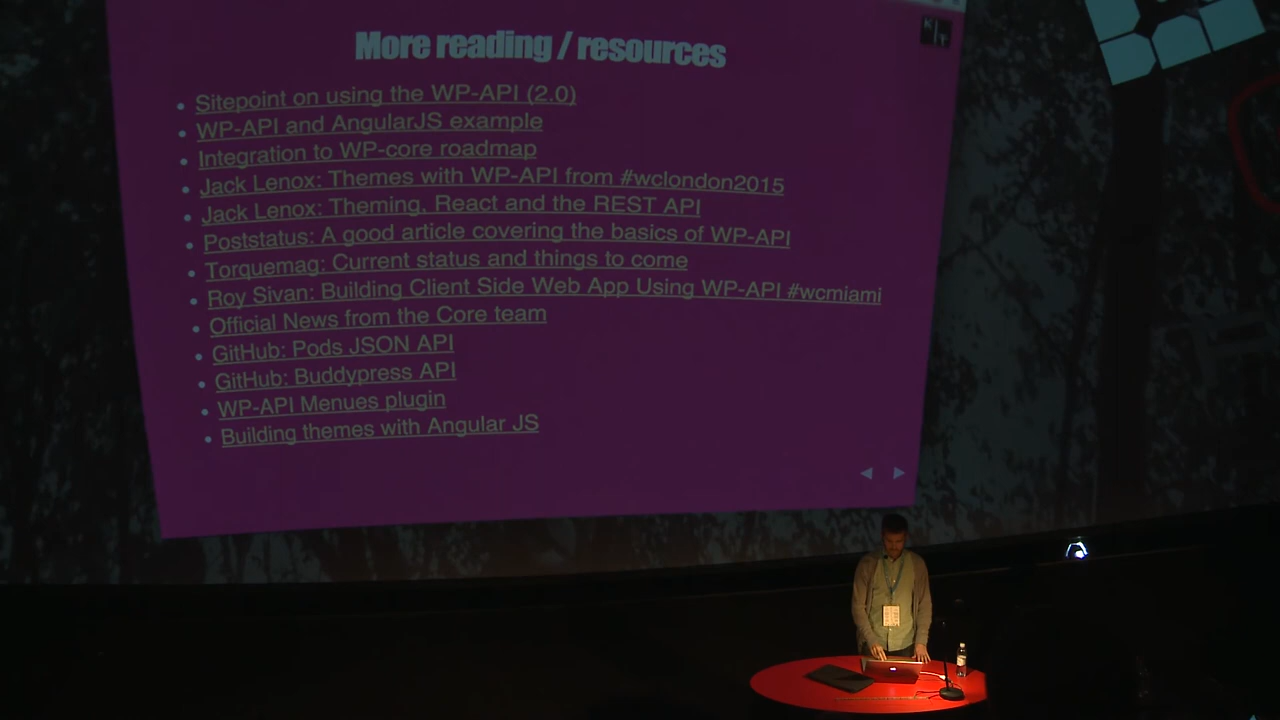 More reading / resources
Sitepoint on using the WP-API (2.0)
WP-API and AngularJS example
Integration to WP-core roadmap
Jack Lenox: Themes with WP-API from #wclondon2015
Jack Lenox: Theming, React and the REST API
Poststatus: A good article covering the basics of WP-API
Torquemag: Current status and things to come
Roy Sivan: Building Client Side Web App Using WP-API #wcmiami
Official News from the Core team
GitHub: Pods JSON API
GitHub: Buddypress API
WP-API Menues plugin
Building themes with Angular JS